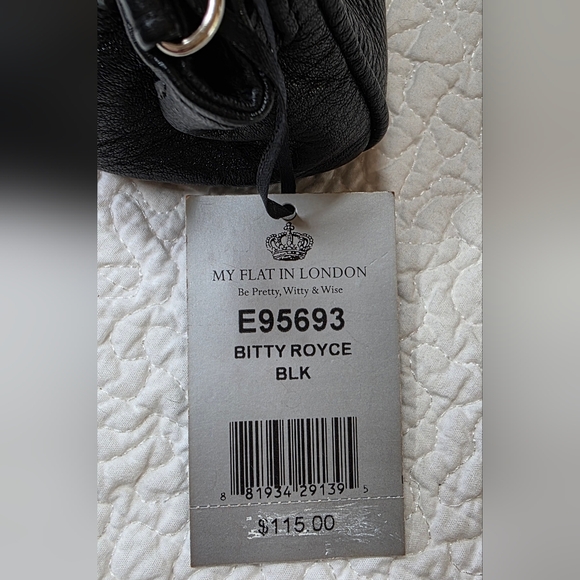 MY FLAT IN LONDON
Be Pretty, Witty & Wise
E95693
BITTY ROYCE
BLK
8 81934 29139 5
$115.00